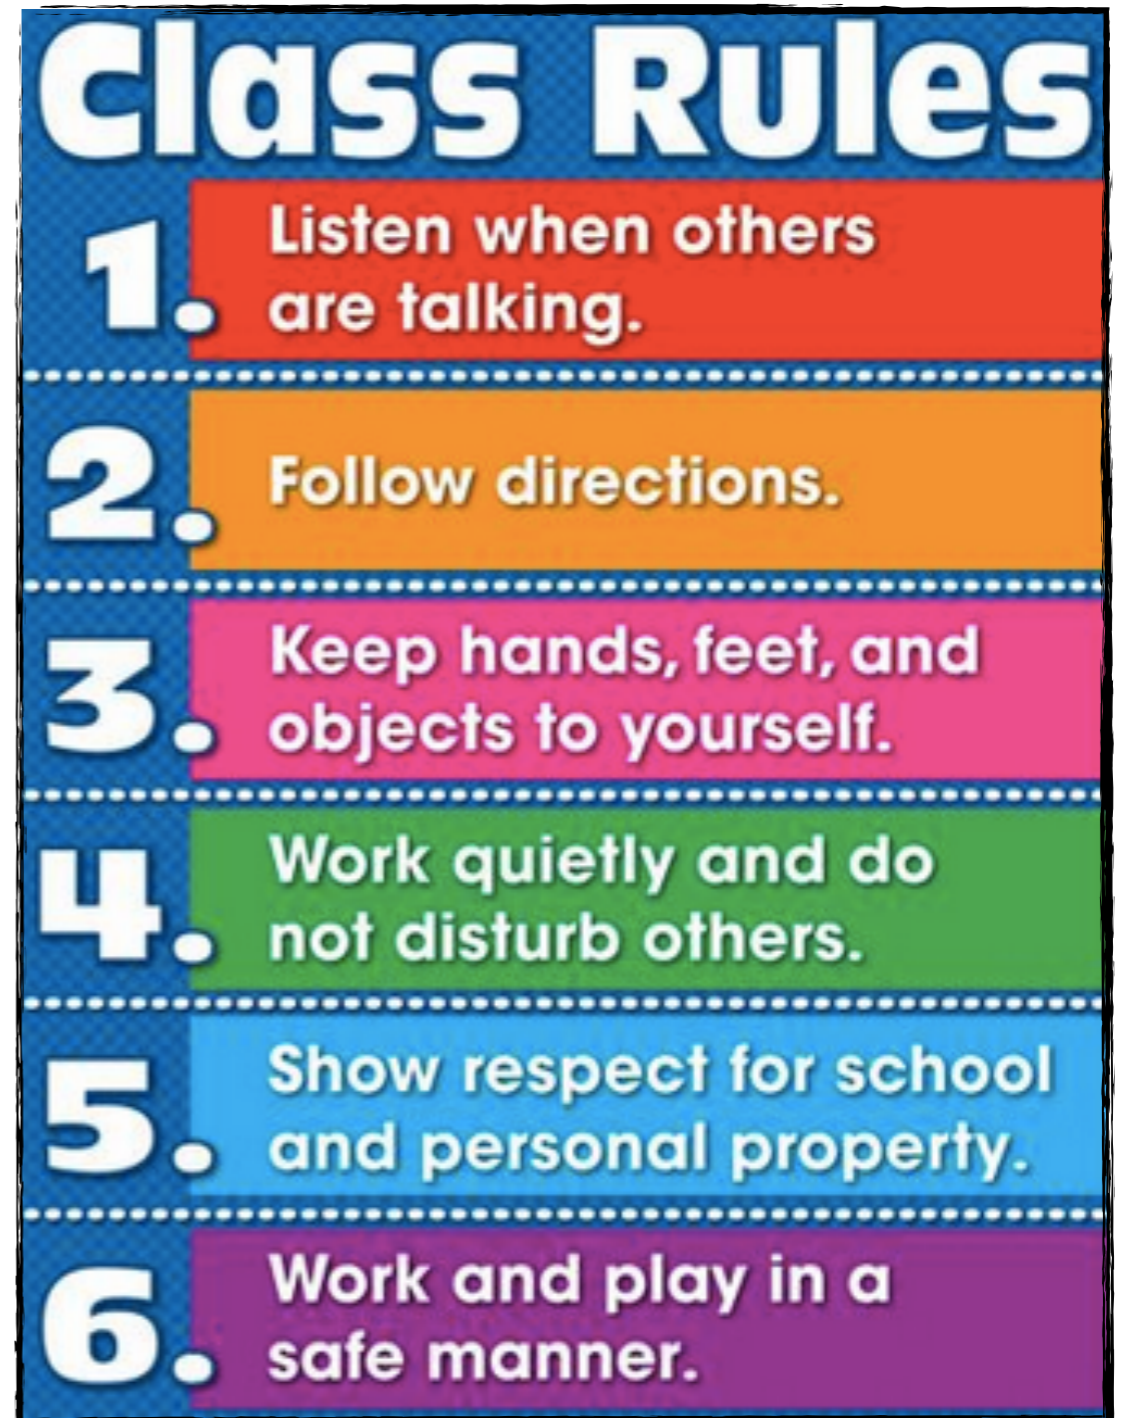 Class Rules
1. Listen when others
are talking.
2. Follow directions.
3. Keep hands, feet, and
objects to yourself.
4. Work quietly and do
not disturb others.
5. Show respect for school
and personal property.
6. Work and play in a
safe manner.